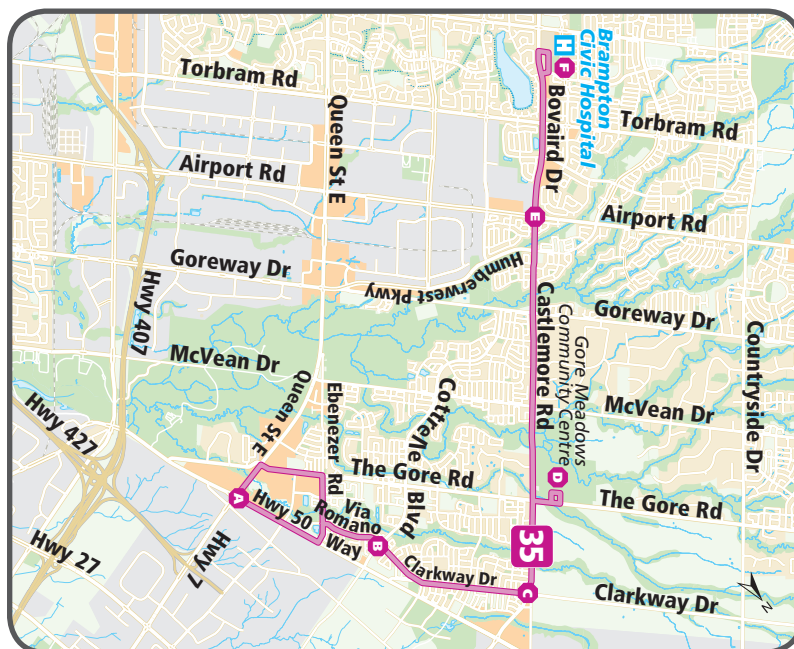 Brampton
Civic Hospital
H
F
Torbram Rd
Torbram Rd
Bovaird Dr
Queen St E
Airport Rd
Airport Rd
E
Goreway Dr
Goreway Dr
Humberwest Pkwy
Hwy 407
Castlemore Rd
Countryside Dr
McVean Dr
McVean Dr
Gore Meadows
Community Centre
D
Cottrelle Blvd
Queen St E
Ebenezer Rd
The Gore Rd
The Gore Rd
Hwy 427
A
Hwy 50
Via
Romano
Way
B
35
Hwy 7
Hwy 27
Clarkway Dr
C
Clarkway Dr
N